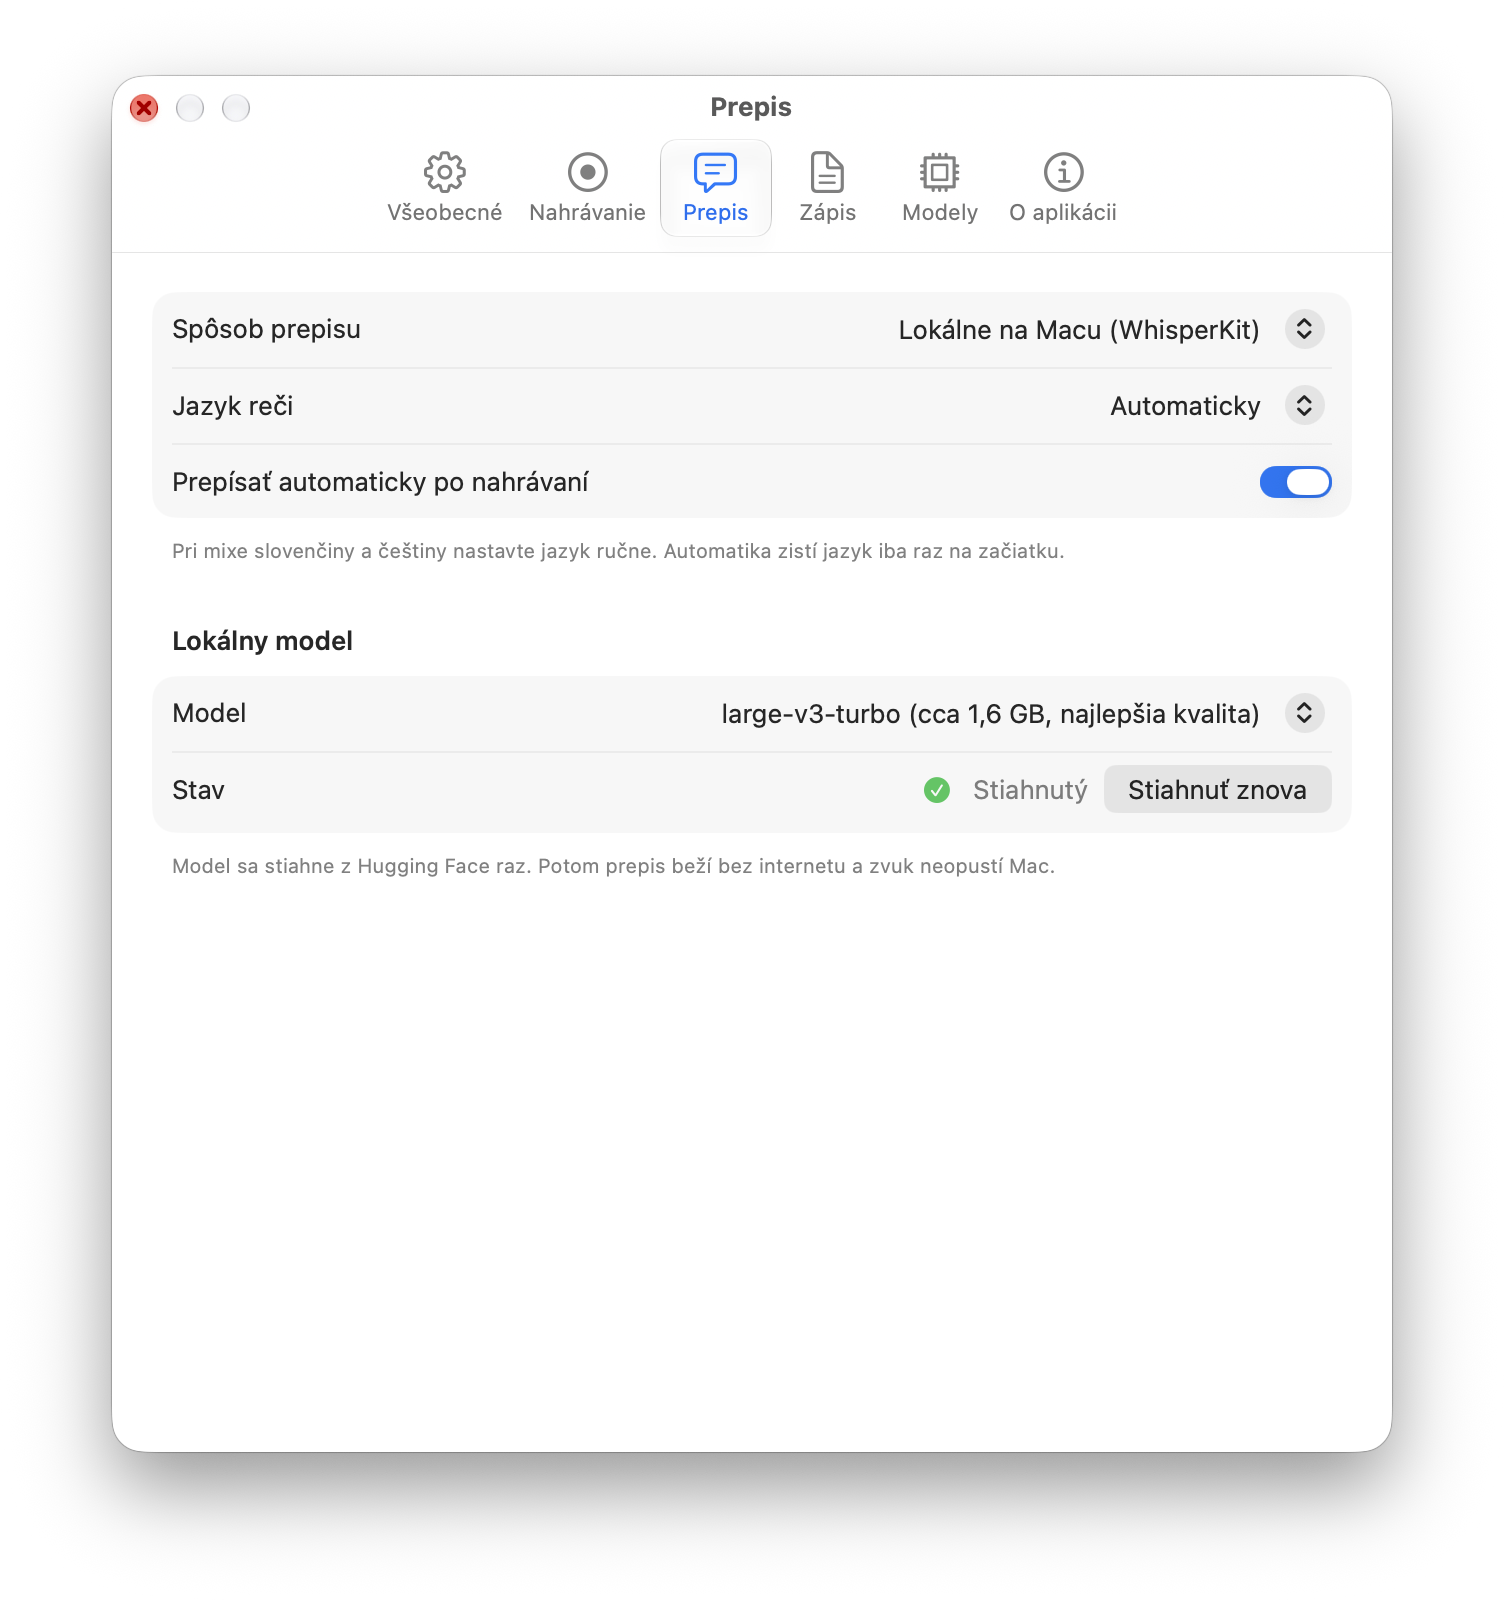 Prepis
Všeobecné Nahrávanie Prepis Zápis Modely O aplikácii
Spôsob prepisu Lokálne na Macu (WhisperKit)
Jazyk reči Automaticky
Prepísať automaticky po nahrávaní
Pri mixe slovenčiny a češtiny nastavte jazyk ručne. Automatika zistí jazyk iba raz na začiatku.
Lokálny model
Model large-v3-turbo (cca 1,6 GB, najlepšia kvalita)
Stav Stiahnutý Stiahnuť znova
Model sa stiahne z Hugging Face raz. Potom prepis beží bez internetu a zvuk neopustí Mac.